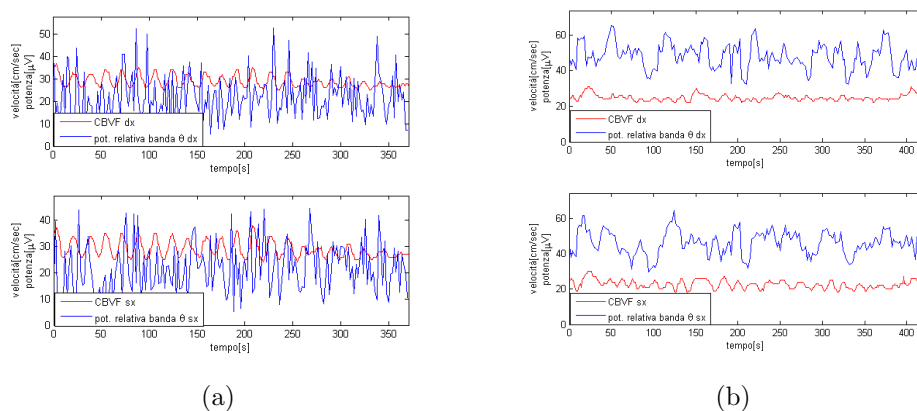 velocità[cm/sec]
potenza[µV]
50
40
30
20
10
0
CBVF dx
pot. relativa banda θ dx
0 50 100 150 200 250 300 350
tempo[s]
velocità[cm/sec]
potenza[µV]
40
30
20
10
0
CBVF sx
pot. relativa banda θ sx
0 50 100 150 200 250 300 350
tempo[s]
(a)
velocità[cm/sec]
potenza[µV]
60
40
20
0
CBVF dx
pot. relativa banda θ dx
0 50 100 150 200 250 300 350 400
tempo[s]
velocità[cm/sec]
potenza[µV]
60
40
20
0
CBVF sx
pot. relativa banda θ sx
0 50 100 150 200 250 300 350 400
tempo[s]
(b)